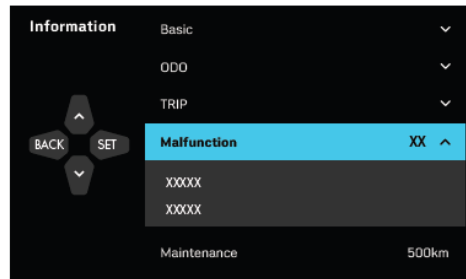 Information
Basic
ODO
TRIP
BACK SET
Malfunction XX
XXXXX
XXXXX
Maintenance 500km